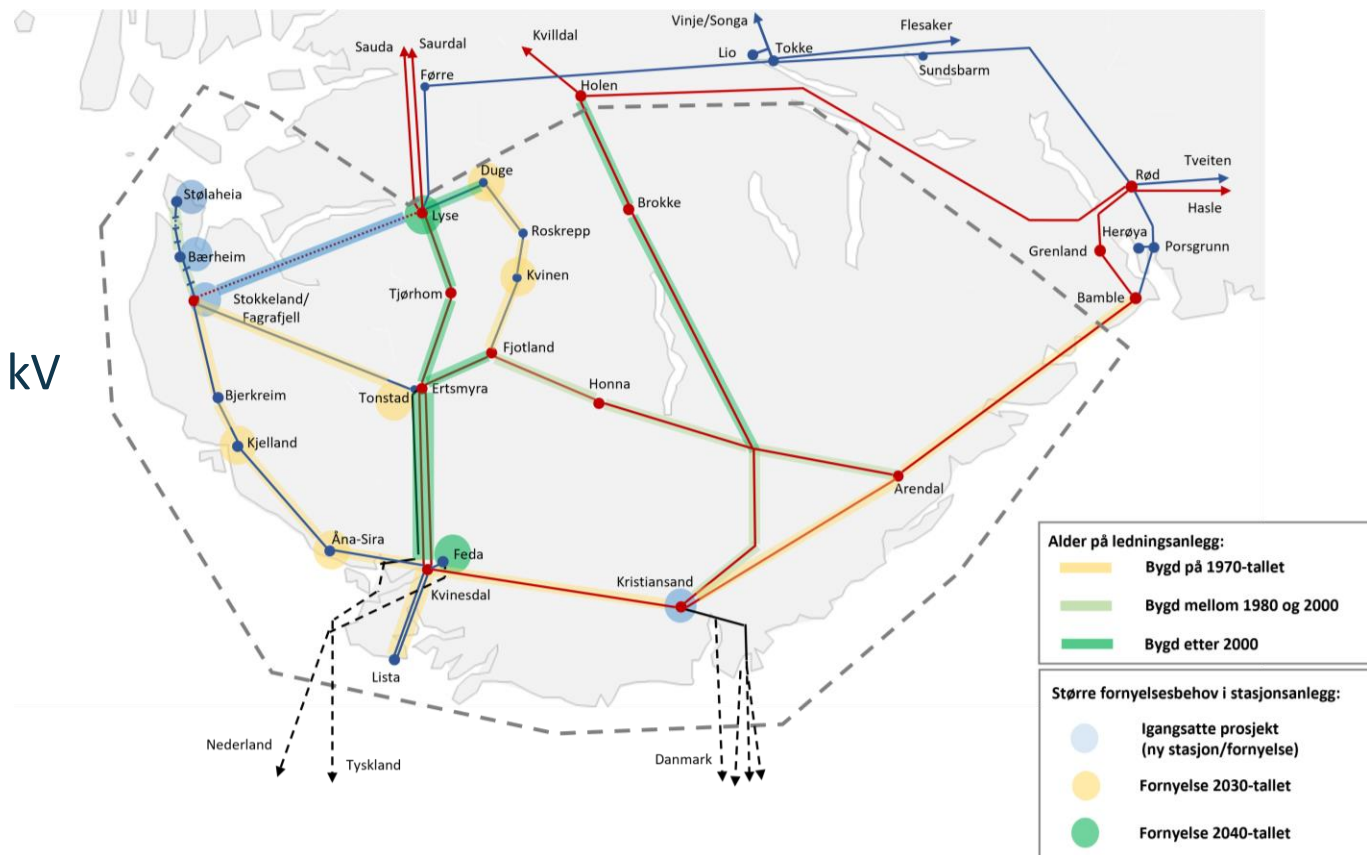 Vinje/Songa
Flesaker
Sauda
Saurdal
Kvilldal
Lio
Tokke
Sundsbarm
Førre
Holen
Duge
Tveiten
Rød
Stølaheia
Lyse
Brokke
Hasle
Roskrepp
Herøya
Bærheim
Grenland
Porsgrunn
Kvinen
Tjørhom
Stokkeland/
Fagrafjell
Bamble
Fjotland
kV
Ertsmyra
Honna
Tonstad
Bjerkreim
Kjelland
Arendal
Åna-Sira
Feda
Kristiansand
Kvinesdal
Lista
Nederland
Tyskland
Danmark
Alder på ledningsanlegg:
Bygd på 1970-tallet
Bygd mellom 1980 og 2000
Bygd etter 2000
Større fornyelsesbehov i stasjonsanlegg:
Igangsatte prosjekt
(ny stasjon/fornyelse)
Fornyelse 2030-tallet
Fornyelse 2040-tallet